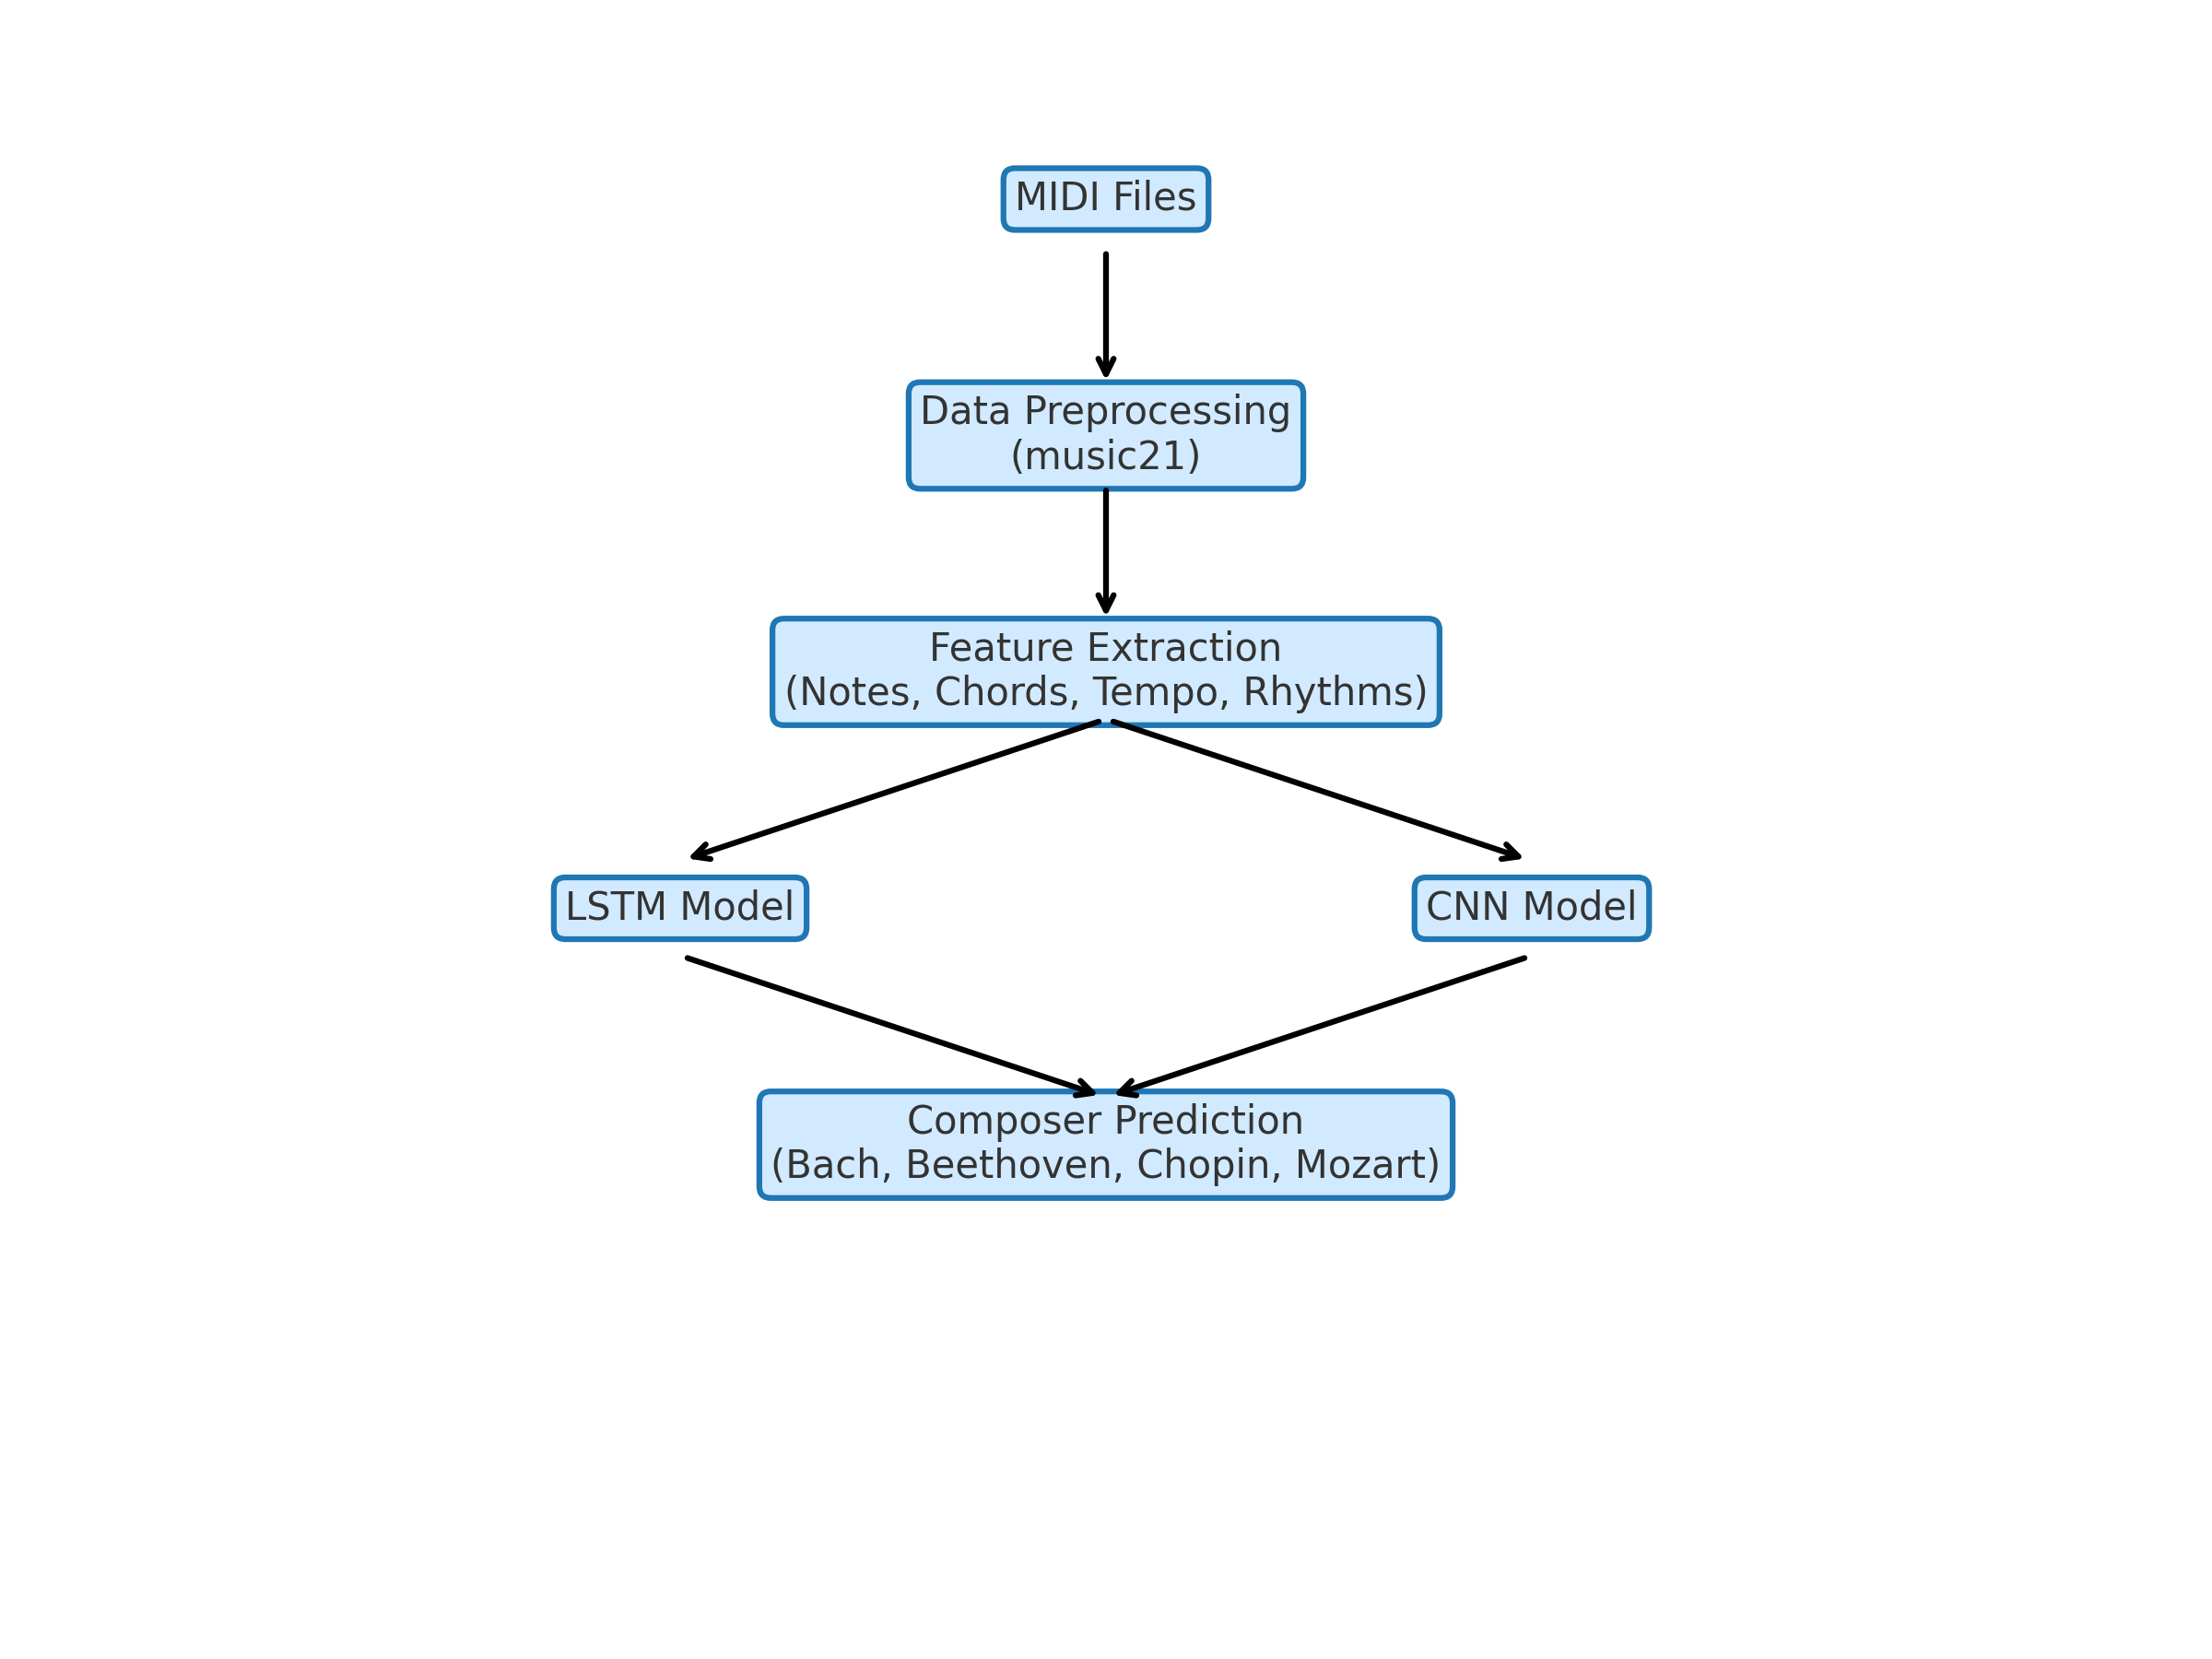 MIDI Files
Data Preprocessing
(music21)
Feature Extraction
(Notes, Chords, Tempo, Rhythms)
LSTM Model
CNN Model
Composer Prediction
(Bach, Beethoven, Chopin, Mozart)